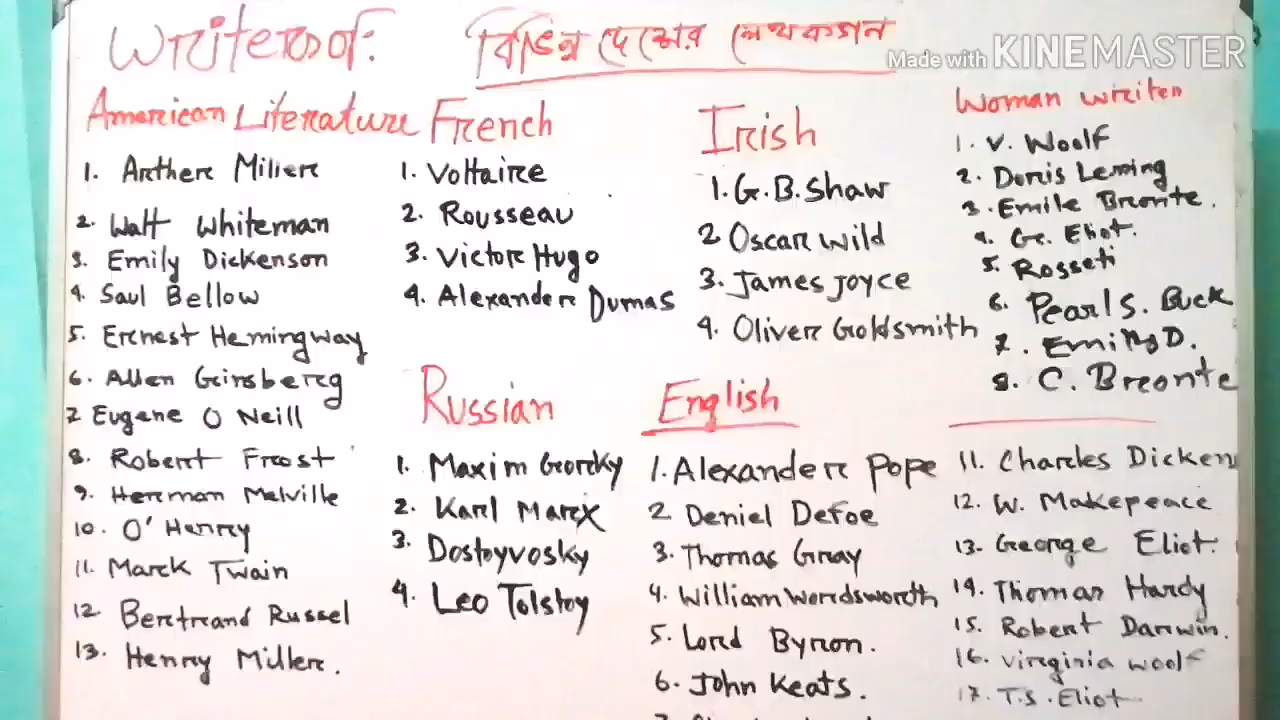 Writers of: বিভিন্ন দেশের লেখকগন
Made with KINEMASTER
American Literature
1. Arther Miller
2. Walt Whiteman
3. Emily Dickenson
4. Saul Bellow
5. Ernest Hemingway
6. Allen Geinsberg
7 Eugene O Neill
8. Robert Frost
9. Herman Melville
10. O' Henry
11. Mark Twain
12 Bertrand Russel
13. Henry Miller.
French
1. Voltaire
2. Rousseau
3. Victor Hugo
4. Alexander Dumas
Irish
1. G. B. Shaw
2 Oscar Wild
3. James Joyce
4. Oliver Goldsmith
Woman writer
1. V. Woolf
2. Doris Lessing
3. Emile Bronte.
4. Ge. Eliot.
5. Rosseti
6. Pearl S. Buck
7. Emily D.
8. C. Bronte
Russian
1. Maxim Gorky
2. Karl Marx
3. Dostoyvosky
4. Leo Tolstoy
English
1. Alexander Pope
2 Deniel Defoe
3. Thomas Gray
4. William Wordsworth
5. Lord Byron.
6. John Keats.
11. Charles Dicken
12. W. Makepeace
13. George Eliot.
14. Thomas Hardy
15. Robert Darwin.
16. Virginia Woolf
17. T.S. Eliot